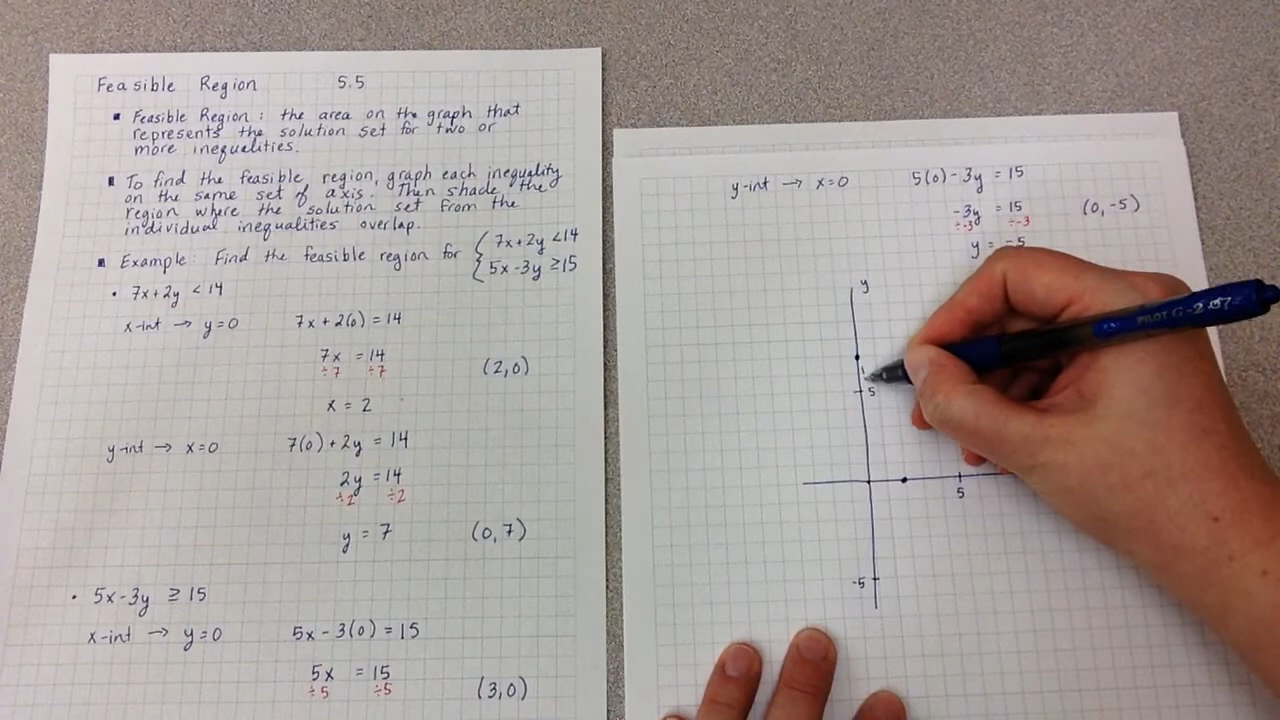 Feasible Region 5.5
▪ Feasible Region: the area on the graph that
represents the solution set for two or
more inequalities.
▪ To find the feasible region, graph each inequality
on the same set of axis. Then shade the
region where the solution set from the
individual inequalities overlap.
▪ Example: Find the feasible region for { 7x+2y <14
5x-3y ≥15
• 7x+2y < 14
x-int → y=0 7x + 2(0) = 14
7x = 14
÷7 ÷7 (2,0)
x = 2
y-int → x=0 7(0)+2y = 14
2y = 14
÷2 ÷2
y = 7 (0,7)
• 5x-3y ≥ 15
x-int → y=0 5x - 3(0) = 15
5x = 15
÷5 ÷5 (3,0)
y-int → x=0 5(0) - 3y = 15
-3y = 15 (0,-5)
÷-3 ÷-3
y = -5
y
5
5
-5
PILOT G-2 07